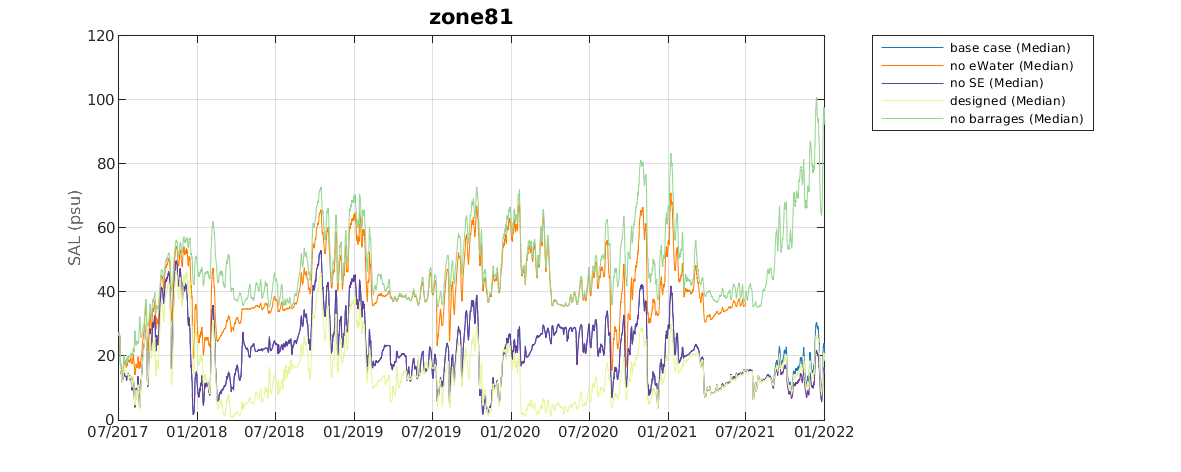 zone81
120
100
80
60
40
20
0
SAL (psu)
07/2017 01/2018 07/2018 01/2019 07/2019 01/2020 07/2020 01/2021 07/2021 01/2022
base case (Median)
no eWater (Median)
no SE (Median)
designed (Median)
no barrages (Median)